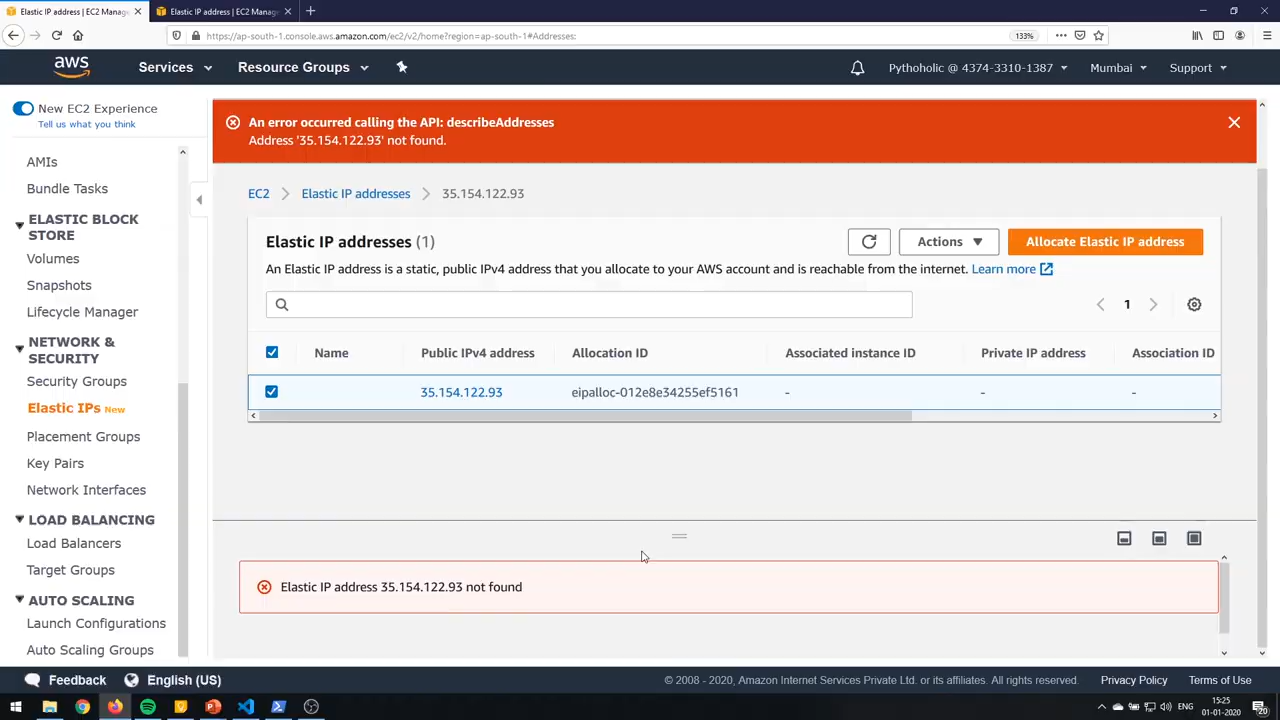 Elastic IP address | EC2 Manag
Elastic IP address | EC2 Manag
https://ap-south-1.console.aws.amazon.com/ec2/v2/home?region=ap-south-1#Addresses:
133%
aws
Services
Resource Groups
Pythoholic @ 4374-3310-1387
Mumbai
Support
New EC2 Experience
Tell us what you think
AMIs
Bundle Tasks
ELASTIC BLOCK
STORE
Volumes
Snapshots
Lifecycle Manager
NETWORK &
SECURITY
Security Groups
Elastic IPs New
Placement Groups
Key Pairs
Network Interfaces
LOAD BALANCING
Load Balancers
Target Groups
AUTO SCALING
Launch Configurations
Auto Scaling Groups
An error occurred calling the API: describeAddresses
Address '35.154.122.93' not found.
EC2
Elastic IP addresses
35.154.122.93
Elastic IP addresses (1)
Actions
Allocate Elastic IP address
An Elastic IP address is a static, public IPv4 address that you allocate to your AWS account and is reachable from the internet. Learn more
1
Name Public IPv4 address Allocation ID Associated instance ID Private IP address Association ID
35.154.122.93 eipalloc-012e8e34255ef5161 - - -
Elastic IP address 35.154.122.93 not found
Feedback
English (US)
© 2008 - 2020, Amazon Internet Services Private Ltd. or its affiliates. All rights reserved.
Privacy Policy
Terms of Use
ENG
15:25
01-01-2020
20